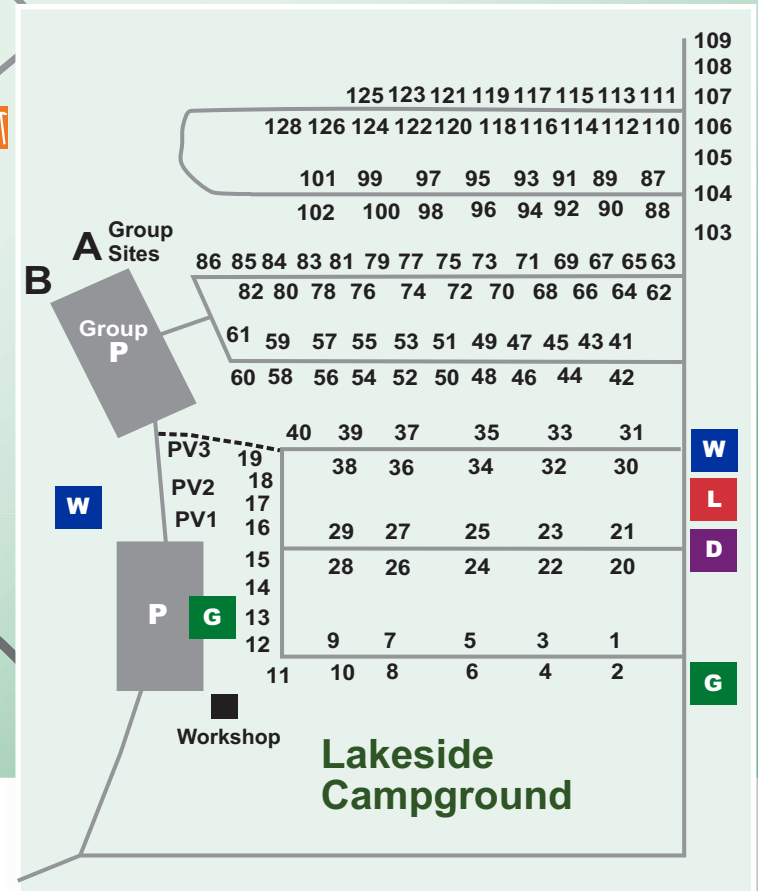 109
108
125 123 121 119 117 115 113 111 107
128 126 124 122 120 118 116 114 112 110 106
105
101 99 97 95 93 91 89 87 104
102 100 98 96 94 92 90 88
103
A Group
Sites
B
86 85 84 83 81 79 77 75 73 71 69 67 65 63
82 80 78 76 74 72 70 68 66 64 62
Group
P
61 59 57 55 53 51 49 47 45 43 41
60 58 56 54 52 50 48 46 44 42
40 39 37 35 33 31
PV3
W
19 38 36 34 32 30
18
PV2
L
17
W
PV1
16
29 27 25 23 21
D
15
28 26 24 22 20
14
P
G
13
12
9 7 5 3 1
11
10 8 6 4 2
G
Workshop
Lakeside
Campground